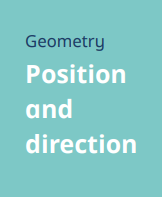 Geometry
Position
and
direction